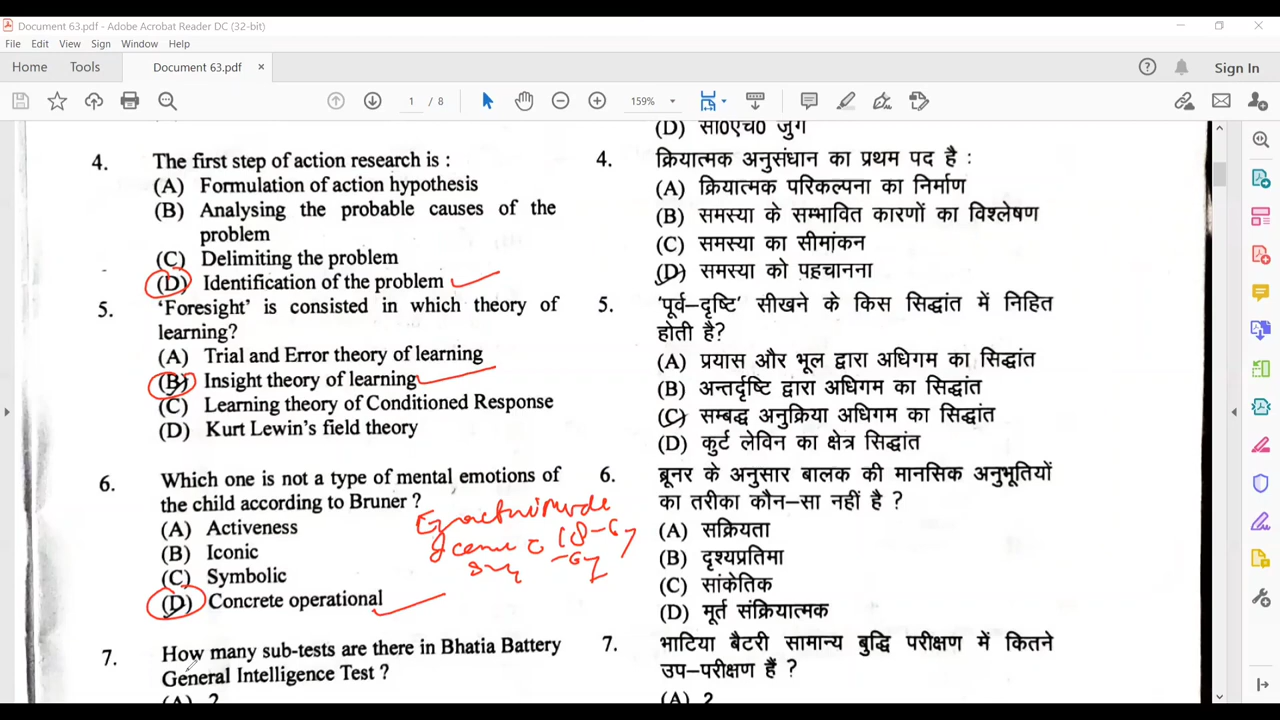 Document 63.pdf - Adobe Acrobat Reader DC (32-bit)
File Edit View Sign Window Help
Home Tools Document 63.pdf × Sign In
1 / 8 159%
(D) सी0एच0 जुंग
4. The first step of action research is :
(A) Formulation of action hypothesis
(B) Analysing the probable causes of the
problem
(C) Delimiting the problem
(D) Identification of the problem
5. 'Foresight' is consisted in which theory of
learning?
(A) Trial and Error theory of learning
(B) Insight theory of learning
(C) Learning theory of Conditioned Response
(D) Kurt Lewin's field theory
6. Which one is not a type of mental emotions of
the child according to Bruner ?
(A) Activeness
(B) Iconic
(C) Symbolic
(D) Concrete operational
7. How many sub-tests are there in Bhatia Battery
General Intelligence Test ?
(A) 2
4. क्रियात्मक अनुसंधान का प्रथम पद है :
(A) क्रियात्मक परिकल्पना का निर्माण
(B) समस्या के सम्भावित कारणों का विश्लेषण
(C) समस्या का सीमांकन
(D) समस्या को पहचानना
5. 'पूर्व-दृष्टि' सीखने के किस सिद्धांत में निहित
होती है?
(A) प्रयास और भूल द्वारा अधिगम का सिद्धांत
(B) अन्तर्दृष्टि द्वारा अधिगम का सिद्धांत
(C) सम्बद्ध अनुक्रिया अधिगम का सिद्धांत
(D) कुर्ट लेविन का क्षेत्र सिद्धांत
6. ब्रूनर के अनुसार बालक की मानसिक अनुभूतियों
का तरीका कौन-सा नहीं है ?
(A) सक्रियता
(B) दृश्यप्रतिमा
(C) सांकेतिक
(D) मूर्त संक्रियात्मक
7. भाटिया बैटरी सामान्य बुद्धि परीक्षण में कितने
उप-परीक्षण हैं ?
(A) 2